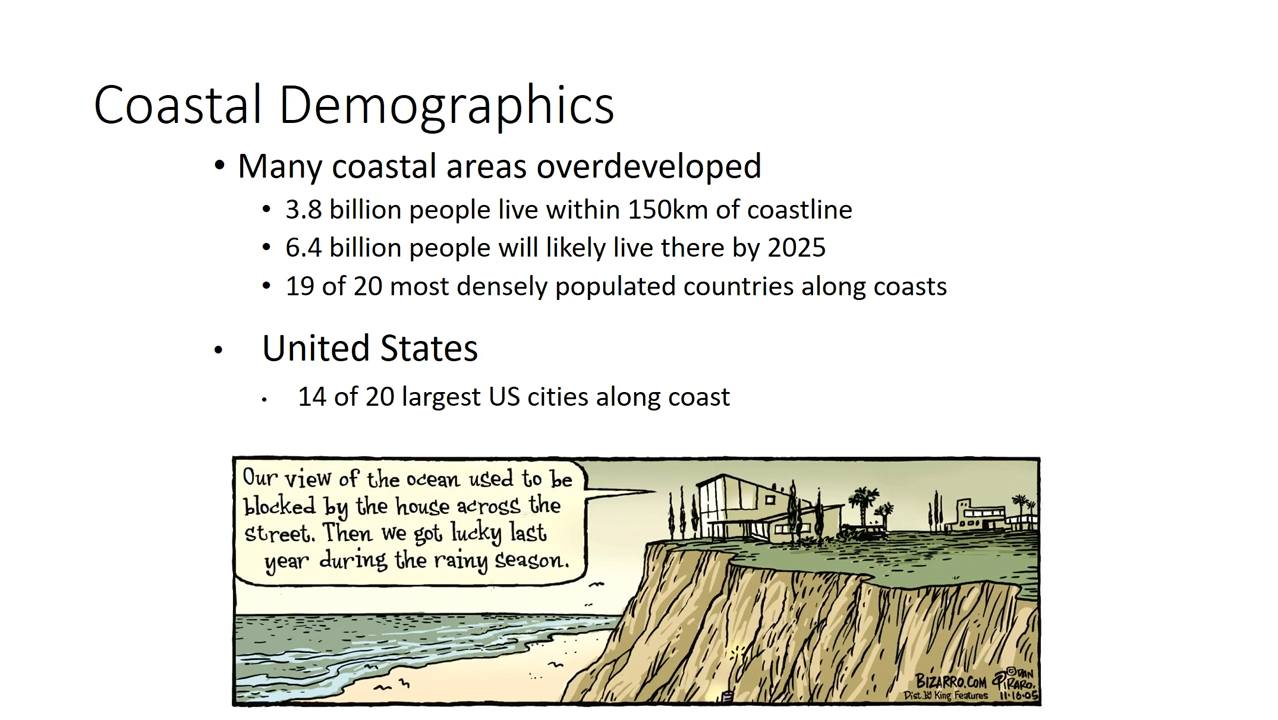 Coastal Demographics
• Many coastal areas overdeveloped
• 3.8 billion people live within 150km of coastline
• 6.4 billion people will likely live there by 2025
• 19 of 20 most densely populated countries along coasts
• United States
• 14 of 20 largest US cities along coast
Our view of the ocean used to be
blocked by the house across the
street. Then we got lucky last
year during the rainy season.
BIZARRO.COM
Dist. by King Features
©DAN
PIRARO.
11-16-05